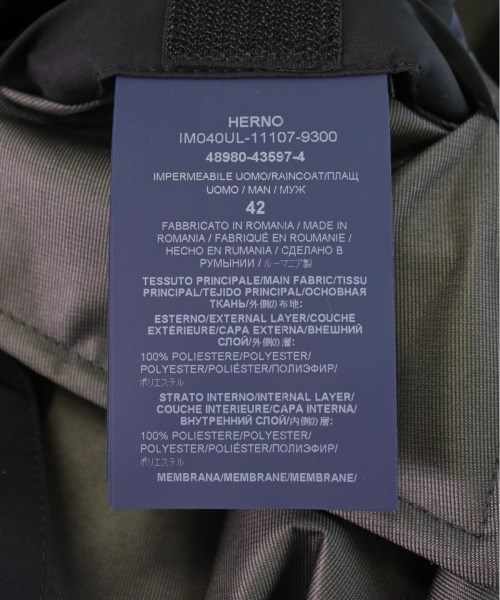 HERNO
IM040UL-11107-9300
48980-43597-4
IMPERMEABILE UOMO/RAINCOAT/ПЛАЩ
UOMO / MAN / МУЖ
42
FABBRICATO IN ROMANIA / MADE IN
ROMANIA / FABRIQUÉ EN ROUMANIE /
HECHO EN RUMANIA / СДЕЛАНО В
РУМЫНИИ / ルーマニア製
TESSUTO PRINCIPALE/MAIN FABRIC/TISSU
PRINCIPAL/TEJIDO PRINCIPAL/ОСНОВНАЯ
ТКАНЬ/外側の布地:
ESTERNO/EXTERNAL LAYER/COUCHE
EXTÉRIEURE/CAPA EXTERNA/ВНЕШНИЙ
СЛОЙ/外側の層:
100% POLIESTERE/POLYESTER/
POLYESTER/POLIÉSTER/ПОЛИЭФИР/
ポリエステル
STRATO INTERNO/INTERNAL LAYER/
COUCHE INTERIEURE/CAPA INTERNA/
ВНУТРЕННИЙ СЛОЙ/内側の層:
100% POLIESTERE/POLYESTER/
POLYESTER/POLIÉSTER/ПОЛИЭФИР/
ポリエステル
MEMBRANA/MEMBRANE/MEMBRANE/